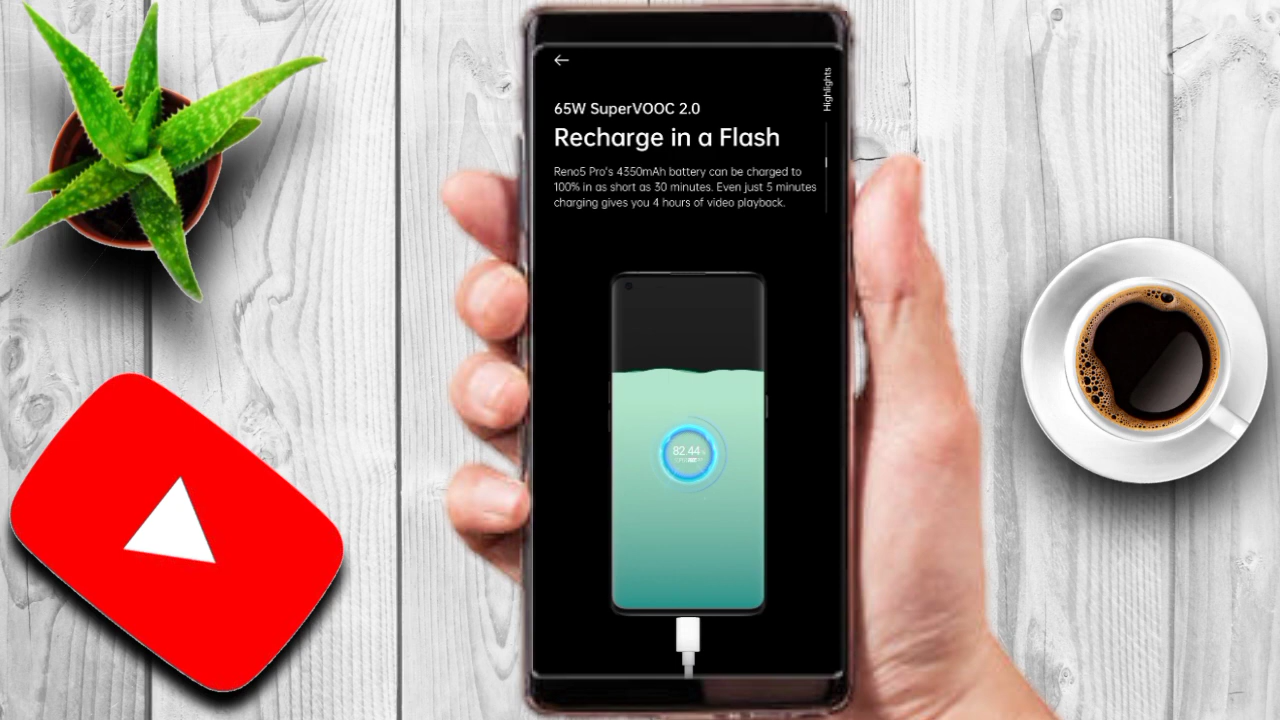 Highlights
65W SuperVOOC 2.0
Recharge in a Flash
Reno5 Pro's 4350mAh battery can be charged to
100% in as short as 30 minutes. Even just 5 minutes
charging gives you 4 hours of video playback.
82.44